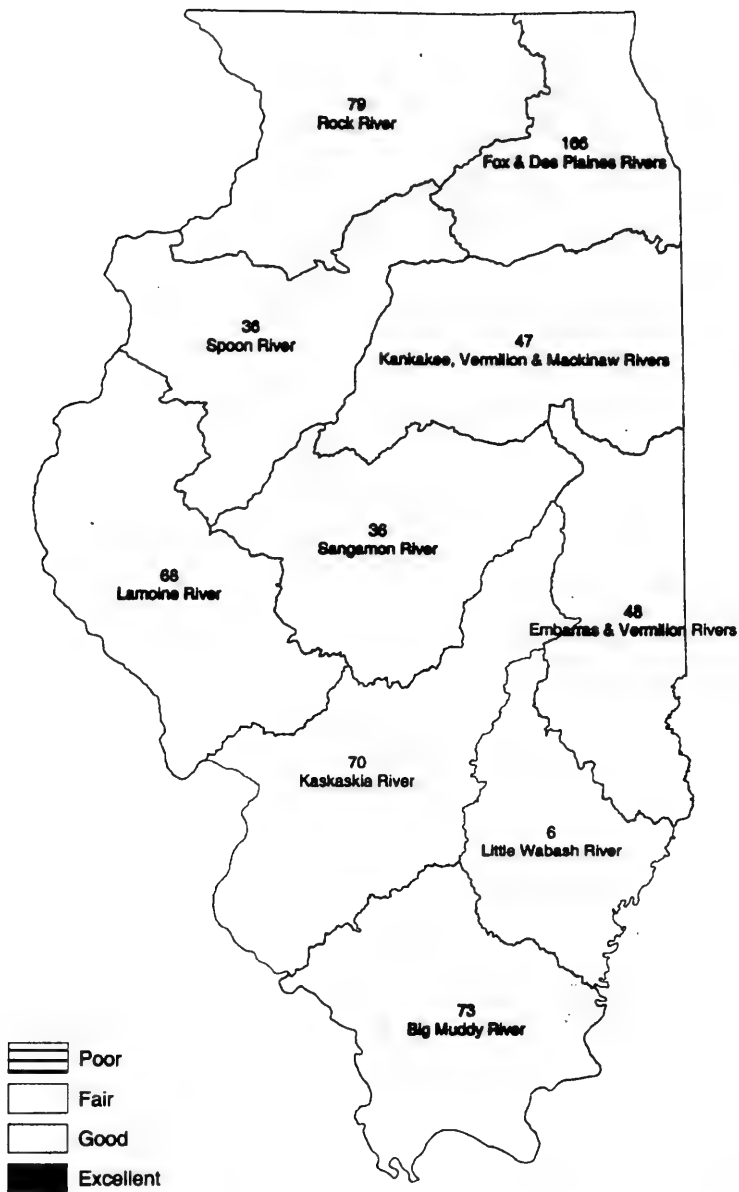 79
Rock River
166
Fox & Des Plaines Rivers
36
Spoon River
47
Kankakee, Vermilion & Mackinaw Rivers
36
Sangamon River
68
Lamoine River
48
Embarras & Vermilion Rivers
70
Kaskaskia River
6
Little Wabash River
73
Big Muddy River
Poor
Fair
Good
Excellent